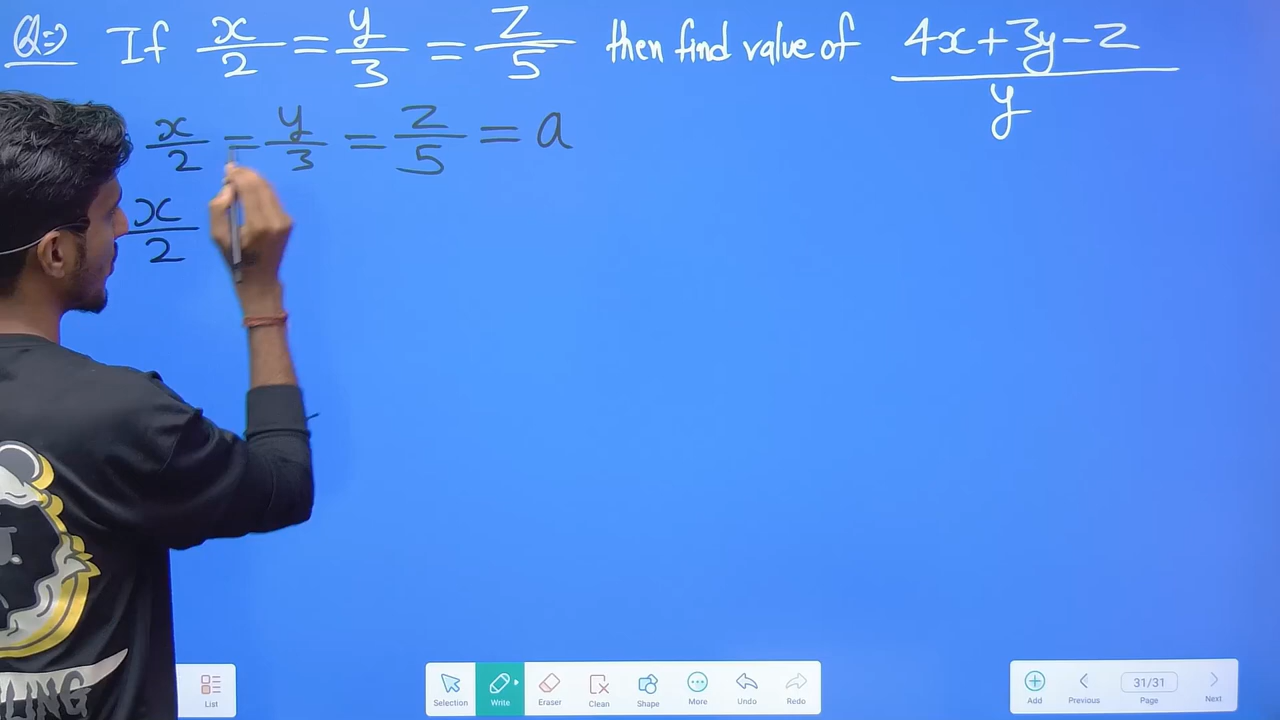 Q⇒ If x/2 = y/3 = z/5 then find value of (4x+3y-z)/y
x/2 = y/3 = z/5 = a
x/2
List
Selection Write Eraser Clean Shape More Undo Redo
Add Previous 31/31 Page Next